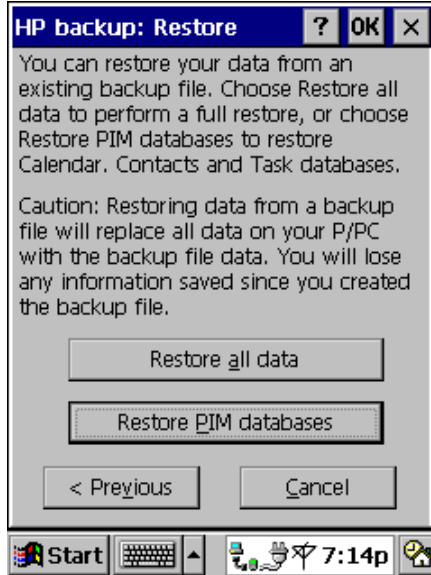 HP backup: Restore ? OK ×
You can restore your data from an
existing backup file. Choose Restore all
data to perform a full restore, or choose
Restore PIM databases to restore
Calendar. Contacts and Task databases.
Caution: Restoring data from a backup
file will replace all data on your P/PC
with the backup file data. You will lose
any information saved since you created
the backup file.
Restore all data
Restore PIM databases
< Previous Cancel
Start 7:14p